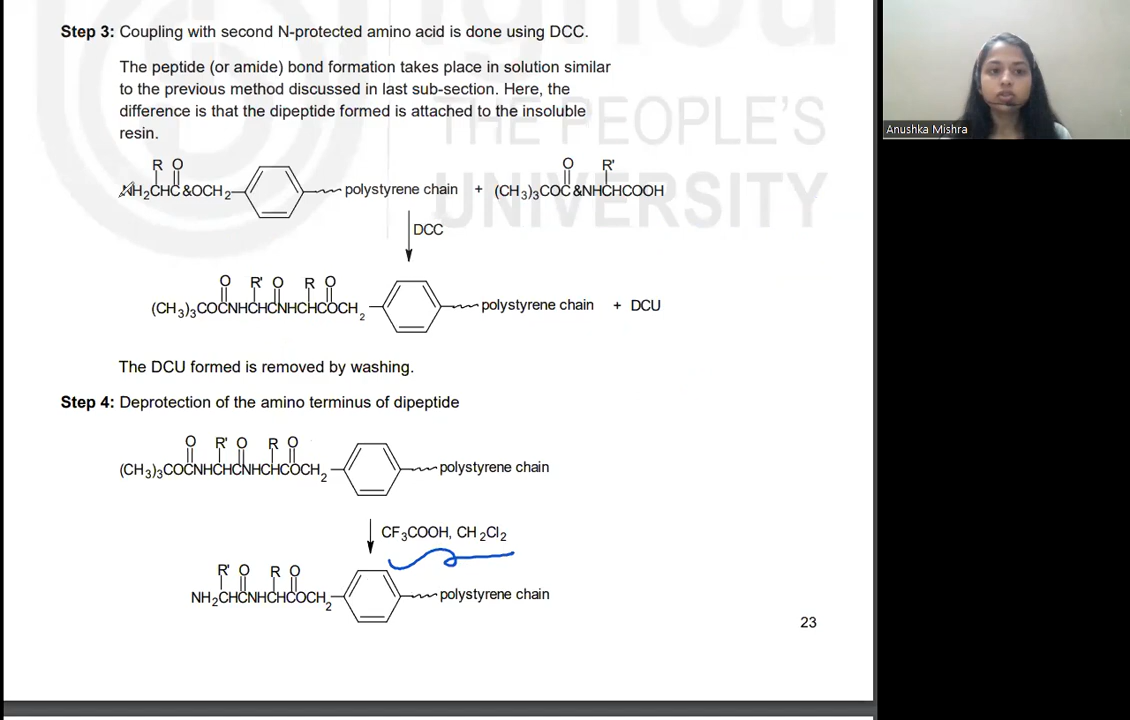 Step 3: Coupling with second N-protected amino acid is done using DCC.
The peptide (or amide) bond formation takes place in solution similar
to the previous method discussed in last sub-section. Here, the
difference is that the dipeptide formed is attached to the insoluble
resin.
THE PEOPLE'S
UNIVERSITY
R O O R'
NH2CHC&OCH2 polystyrene chain + (CH3)3COC&NHCHCOOH
DCC
O R' O R O
(CH3)3COCNHCHCNHCHCOCH2 polystyrene chain + DCU
The DCU formed is removed by washing.
Step 4: Deprotection of the amino terminus of dipeptide
O R' O R O
(CH3)3COCNHCHCNHCHCOCH2 polystyrene chain
CF3COOH, CH2Cl2
R' O R O
NH2CHCNHCHCOCH2 polystyrene chain
23
Anushka Mishra